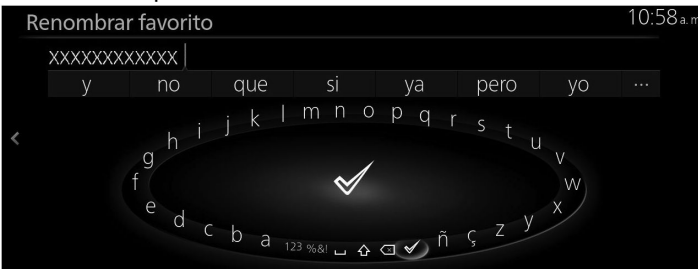 Renombrar favorito 10:58 a. m
XXXXXXXXXXXX
y no que si ya pero yo ...
a b c d e f g h i j k l m n o p q r s t u v w x y z ç ñ
123 %&!